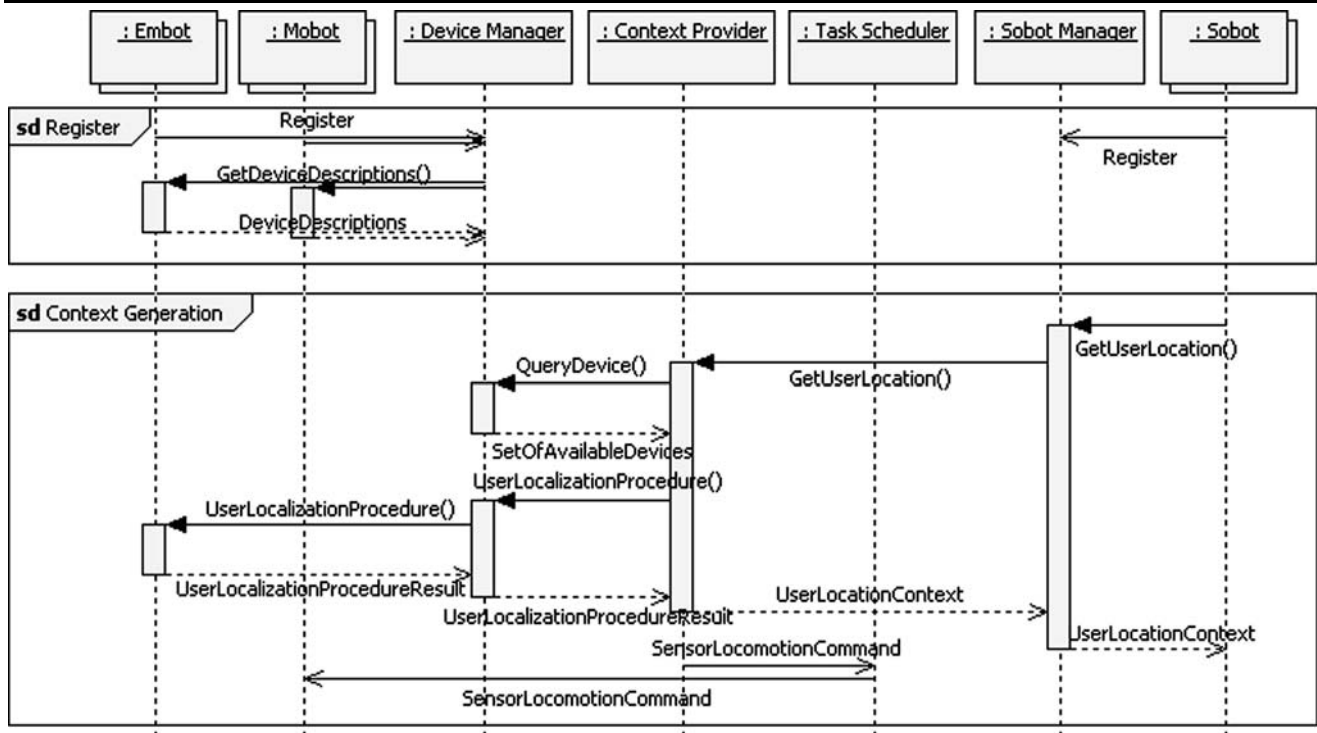 : Embot
: Mobot
: Device Manager
: Context Provider
: Task Scheduler
: Sobot Manager
: Sobot
sd Register
Register
Register
GetDeviceDescriptions()
DeviceDescriptions
sd Context Generation
GetUserLocation()
GetUserLocation()
QueryDevice()
SetOfAvailableDevices
UserLocalizationProcedure()
UserLocalizationProcedure()
UserLocalizationProcedureResult
UserLocalizationProcedureResult
UserLocationContext
UserLocationContext
SensorLocomotionCommand
SensorLocomotionCommand